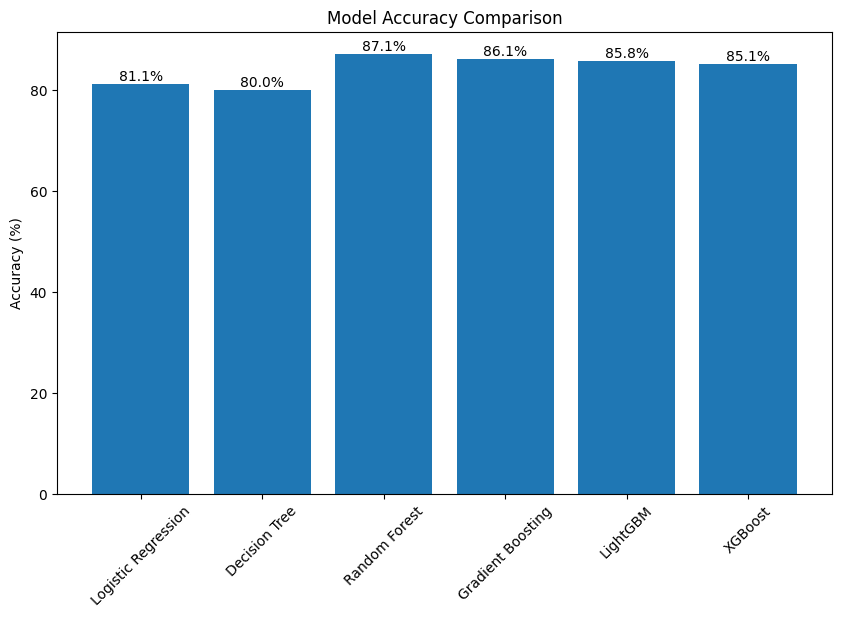 Model Accuracy Comparison
81.1%
80.0%
87.1%
86.1%
85.8%
85.1%
Accuracy (%)
80
60
40
20
0
Logistic Regression
Decision Tree
Random Forest
Gradient Boosting
LightGBM
XGBoost